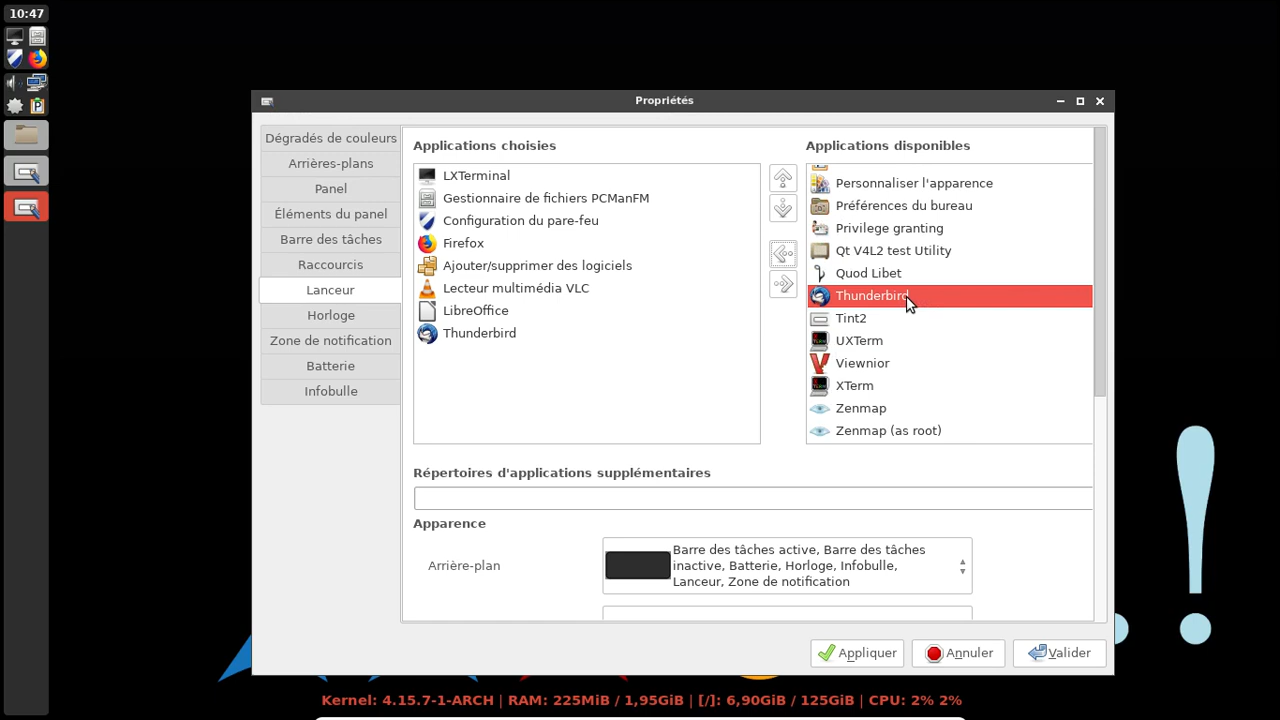 10:47
Propriétés
Dégradés de couleurs
Arrières-plans
Panel
Éléments du panel
Barre des tâches
Raccourcis
Lanceur
Horloge
Zone de notification
Batterie
Infobulle
Applications choisies
LXTerminal
Gestionnaire de fichiers PCManFM
Configuration du pare-feu
Firefox
Ajouter/supprimer des logiciels
Lecteur multimédia VLC
LibreOffice
Thunderbird
Applications disponibles
Personnaliser l'apparence
Préférences du bureau
Privilege granting
Qt V4L2 test Utility
Quod Libet
Thunderbird
Tint2
UXTerm
Viewnior
XTerm
Zenmap
Zenmap (as root)
Répertoires d'applications supplémentaires
Apparence
Arrière-plan
Barre des tâches active, Barre des tâches
inactive, Batterie, Horloge, Infobulle,
Lanceur, Zone de notification
Appliquer
Annuler
Valider
Kernel: 4.15.7-1-ARCH | RAM: 225MiB / 1,95GiB | [/]: 6,90GiB / 125GiB | CPU: 2% 2%